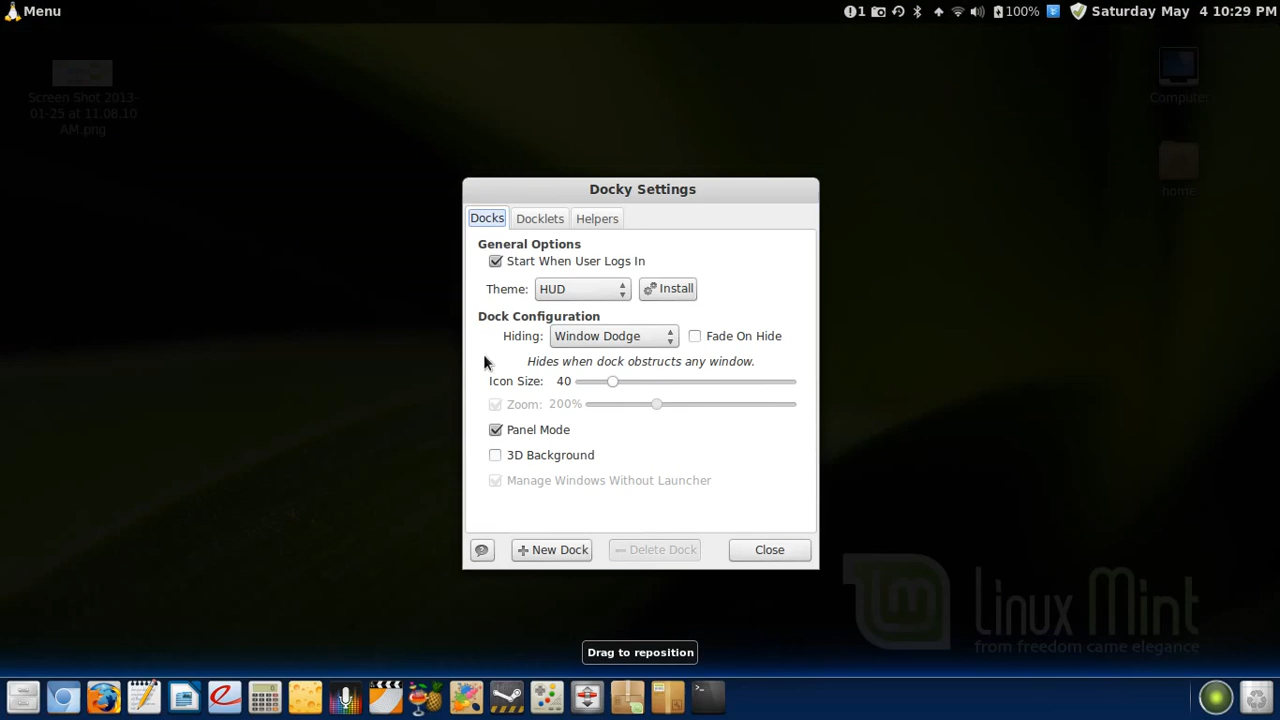 Menu
1
100%
Saturday May 4 10:29 PM
Screen Shot 2013-
01-25 at 11.08.10
AM.png
Computer
home
Docky Settings
Docks
Docklets
Helpers
General Options
Start When User Logs In
Theme: HUD
Install
Dock Configuration
Hiding: Window Dodge
Fade On Hide
Hides when dock obstructs any window.
Icon Size: 40
Zoom: 200%
Panel Mode
3D Background
Manage Windows Without Launcher
New Dock
Delete Dock
Close
Linux Mint
from freedom came elegance
Drag to reposition